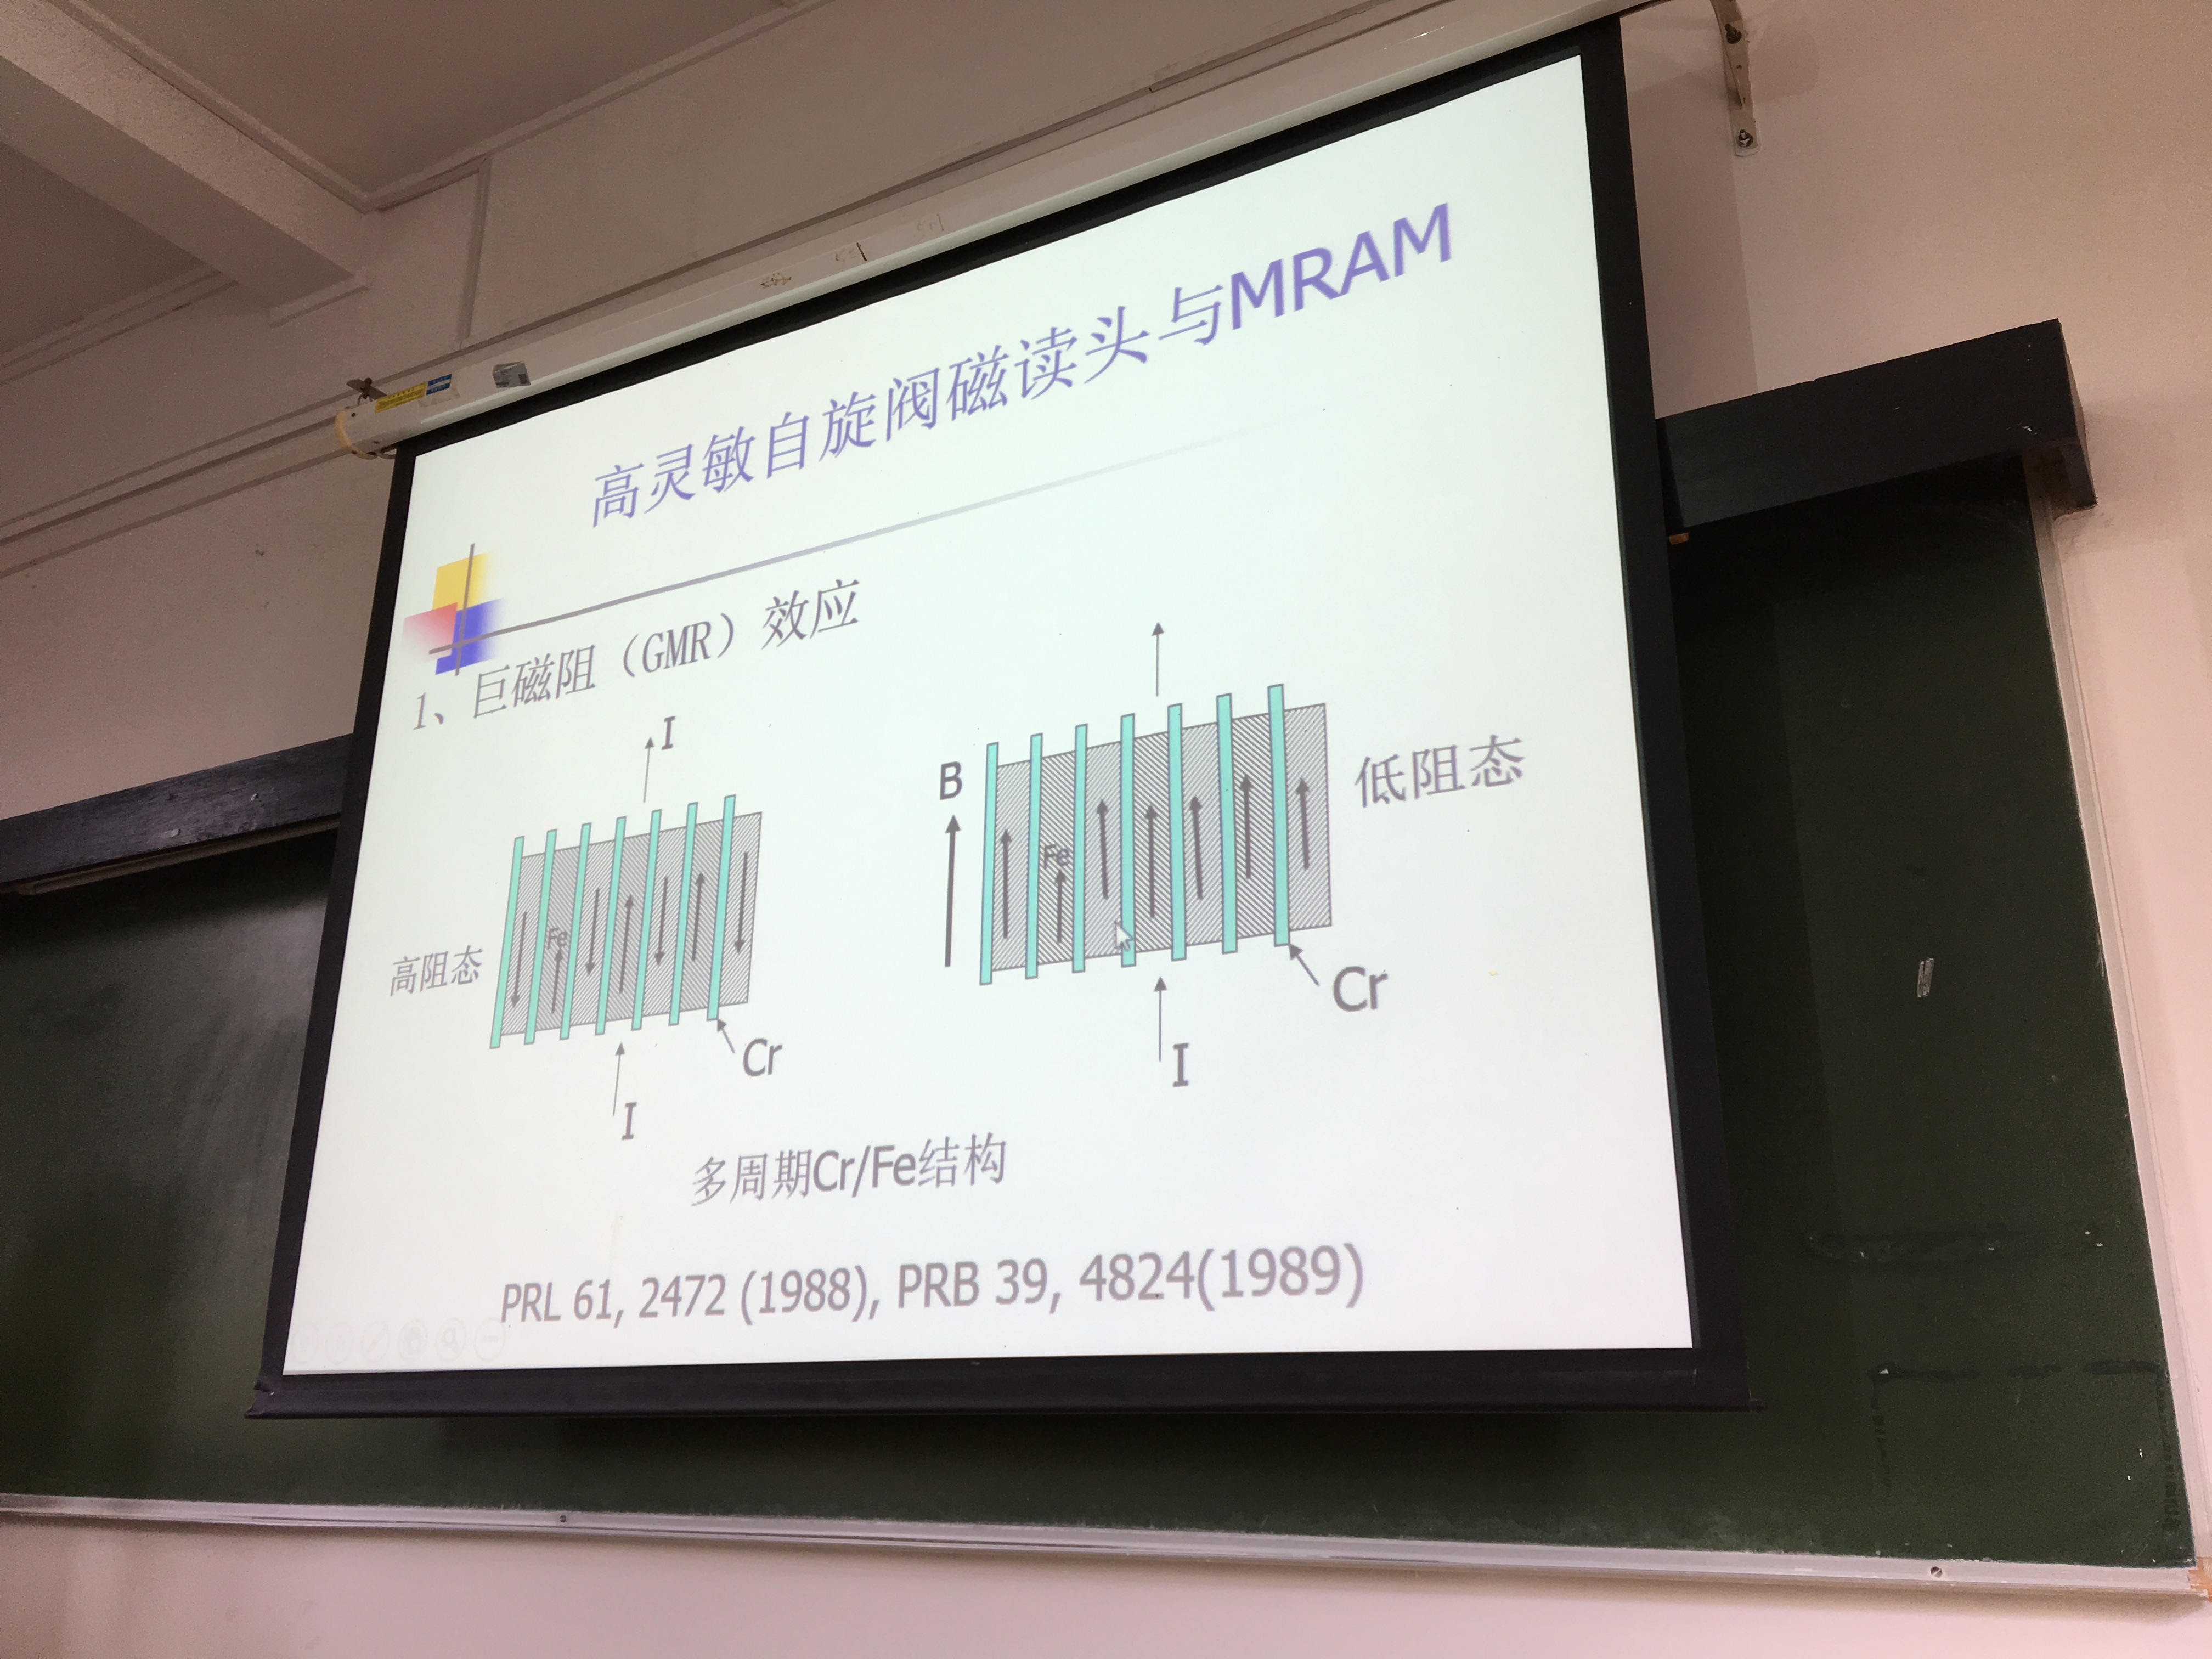 高灵敏自旋阀磁读头与MRAM
1、巨磁阻（GMR）效应
I
B
低阻态
Fe
Fe
高阻态
Cr
Cr
I
I
多周期Cr/Fe结构
PRL 61, 2472 (1988), PRB 39, 4824(1989)